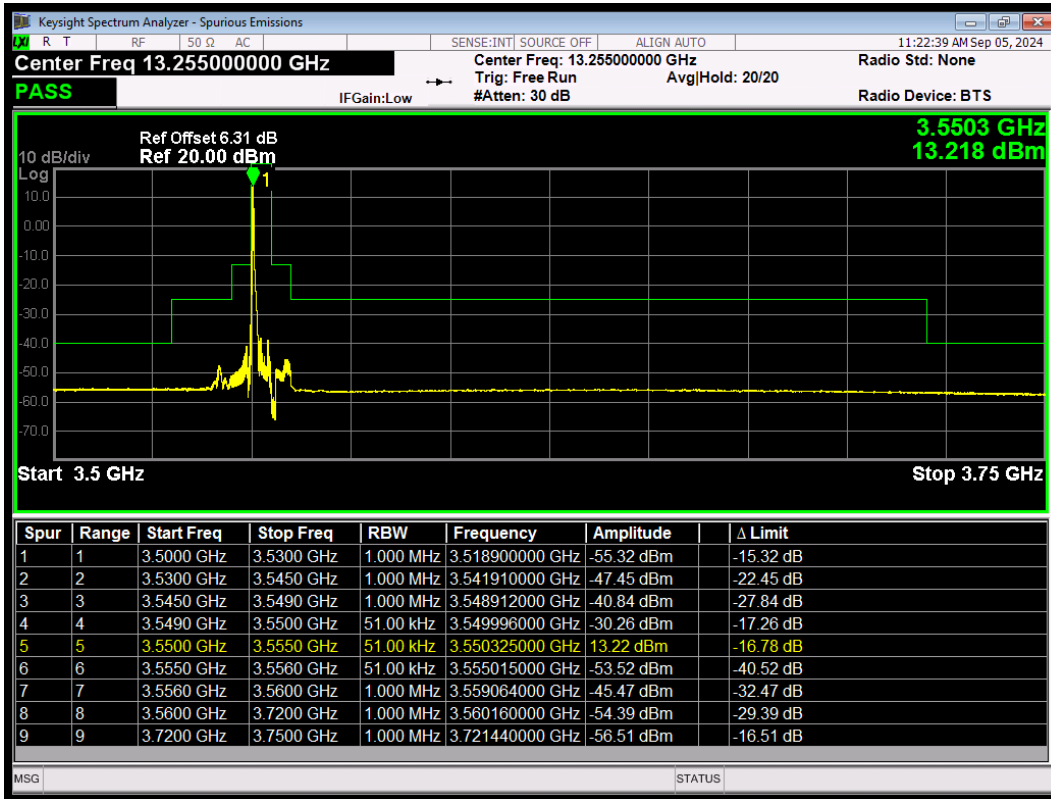 Keysight Spectrum Analyzer - Spurious Emissions
LXI R T RF 50 Ω AC SENSE:INT SOURCE OFF ALIGN AUTO 11:22:39 AM Sep 05, 2024
Center Freq 13.255000000 GHz Center Freq: 13.255000000 GHz Radio Std: None
Trig: Free Run Avg|Hold: 20/20
PASS IFGain:Low #Atten: 30 dB Radio Device: BTS
3.5503 GHz
Ref Offset 6.31 dB
10 dB/div Ref 20.00 dBm 13.218 dBm
Log
1
10.0
0.00
-10.0
-20.0
-30.0
-40.0
-50.0
-60.0
-70.0
Start 3.5 GHz Stop 3.75 GHz
Spur Range Start Freq Stop Freq RBW Frequency Amplitude Δ Limit
1 1 3.5000 GHz 3.5300 GHz 1.000 MHz 3.518900000 GHz -55.32 dBm -15.32 dB
2 2 3.5300 GHz 3.5450 GHz 1.000 MHz 3.541910000 GHz -47.45 dBm -22.45 dB
3 3 3.5450 GHz 3.5490 GHz 1.000 MHz 3.548912000 GHz -40.84 dBm -27.84 dB
4 4 3.5490 GHz 3.5500 GHz 51.00 kHz 3.549996000 GHz -30.26 dBm -17.26 dB
5 5 3.5500 GHz 3.5550 GHz 51.00 kHz 3.550325000 GHz 13.22 dBm -16.78 dB
6 6 3.5550 GHz 3.5560 GHz 51.00 kHz 3.555015000 GHz -53.52 dBm -40.52 dB
7 7 3.5560 GHz 3.5600 GHz 1.000 MHz 3.559064000 GHz -45.47 dBm -32.47 dB
8 8 3.5600 GHz 3.7200 GHz 1.000 MHz 3.560160000 GHz -54.39 dBm -29.39 dB
9 9 3.7200 GHz 3.7500 GHz 1.000 MHz 3.721440000 GHz -56.51 dBm -16.51 dB
MSG STATUS